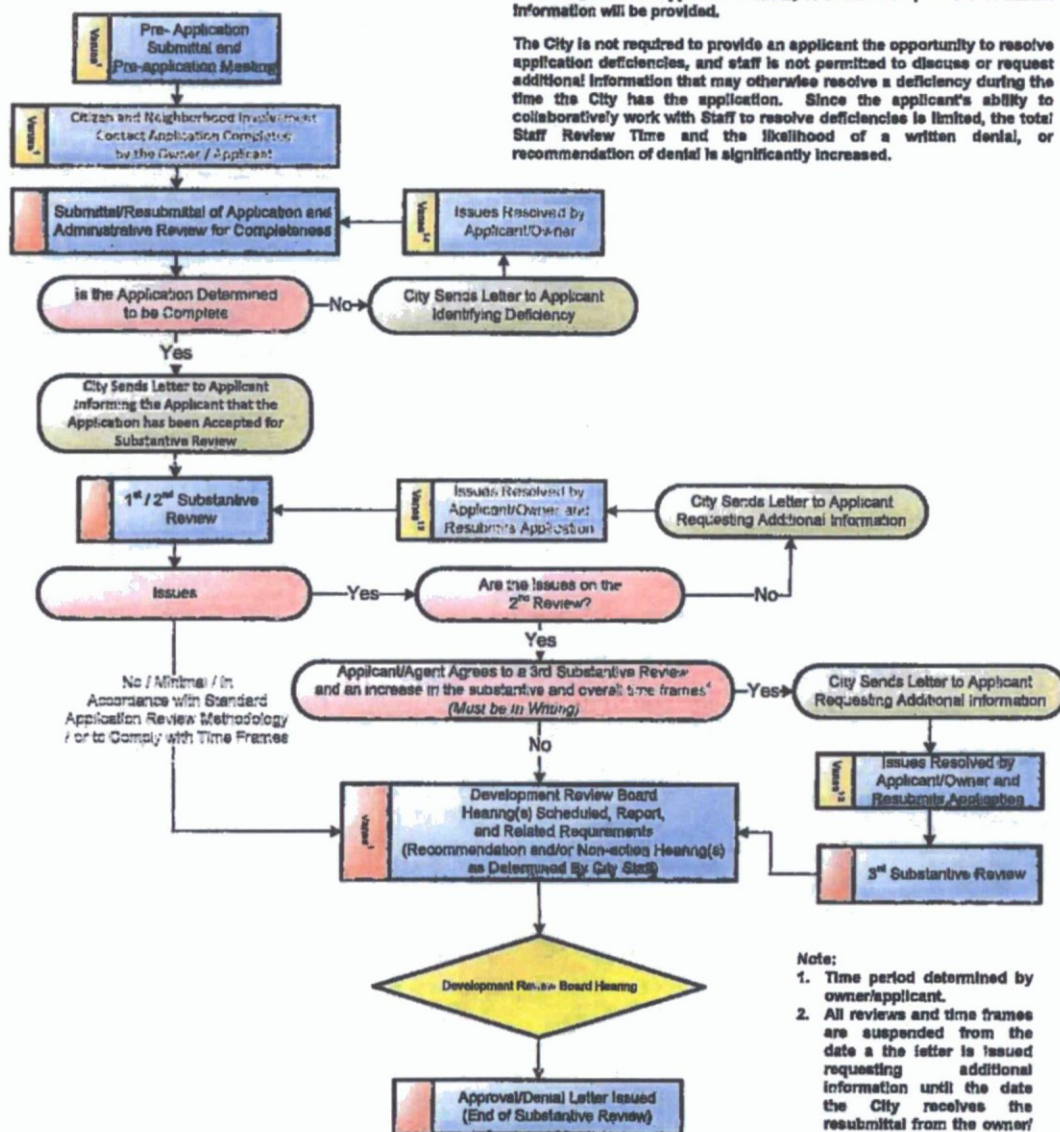 Information will be provided.
The City is not required to provide an applicant the opportunity to resolve
application deficiencies, and staff is not permitted to discuss or request
additional information that may otherwise resolve a deficiency during the
time the City has the application. Since the applicant's ability to
collaboratively work with Staff to resolve deficiencies is limited, the total
Staff Review Time and the likelihood of a written denial, or
recommendation of denial is significantly increased.
Varies¹
Pre- Application
Submittal and
Pre-application Meeting
Varies¹
Citizen and Neighborhood Involvement
Contact Application Completed
by the Owner / Applicant
Submittal/Resubmittal of Application and
Administrative Review for Completeness
Varies
Issues Resolved by
Applicant/Owner
Is the Application Determined
to be Complete
No
City Sends Letter to Applicant
Identifying Deficiency
Yes
City Sends Letter to Applicant
Informing the Applicant that the
Application has been Accepted for
Substantive Review
1st / 2nd Substantive
Review
Varies
Issues Resolved by
Applicant/Owner and
Resubmits Application
City Sends Letter to Applicant
Requesting Additional Information
Issues
Yes
Are the Issues on the
2nd Review?
No
Yes
No / Minimal / In
Accordance with Standard
Application Review Methodology
/ or to Comply with Time Frames
Applicant/Agent Agrees to a 3rd Substantive Review
and an increase in the substantive and overall time frames⁴
(Must be in Writing)
Yes
City Sends Letter to Applicant
Requesting Additional Information
No
Varies
Issues Resolved by
Applicant/Owner and
Resubmits Application
Varies
Development Review Board
Hearing(s) Scheduled, Report,
and Related Requirements
(Recommendation and/or Non-action Hearing(s)
as Determined By City Staff)
3rd Substantive Review
Development Review Board Hearing
Approval/Denial Letter Issued
(End of Substantive Review)
Note:
1. Time period determined by
owner/applicant.
2. All reviews and time frames
are suspended from the
date a the letter is issued
requesting additional
information until the date
the City receives the
resubmittal from the owner/